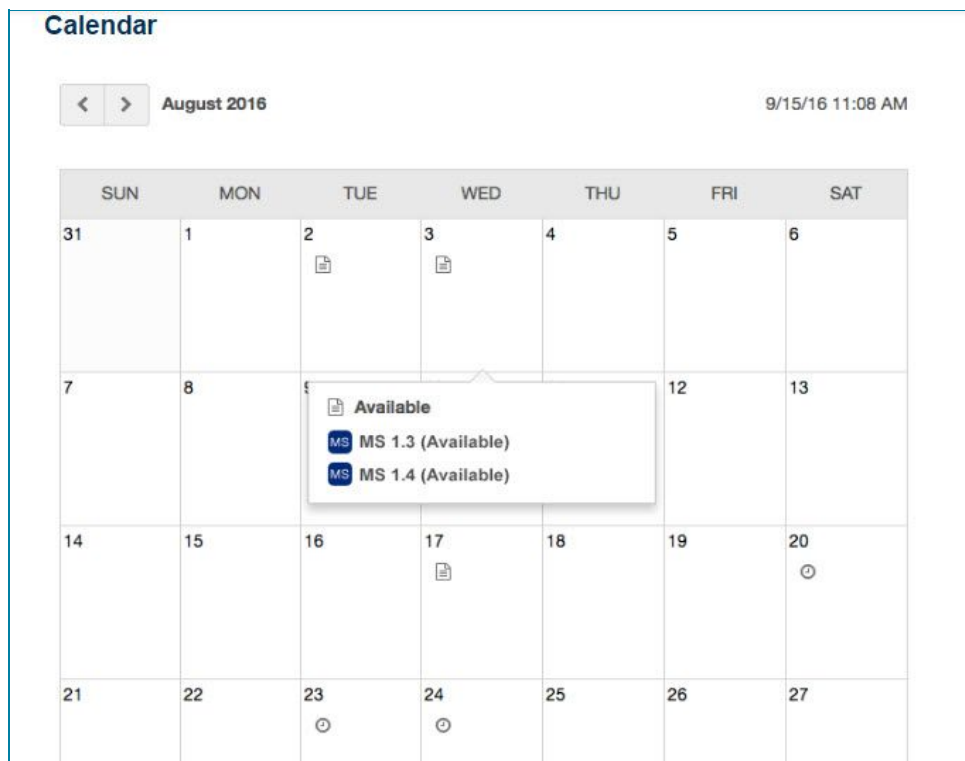 Calendar
August 2016 9/15/16 11:08 AM
SUN MON TUE WED THU FRI SAT
31 1 2 3 4 5 6
7 8 12 13
Available
MS MS 1.3 (Available)
MS MS 1.4 (Available)
14 15 16 17 18 19 20
21 22 23 24 25 26 27